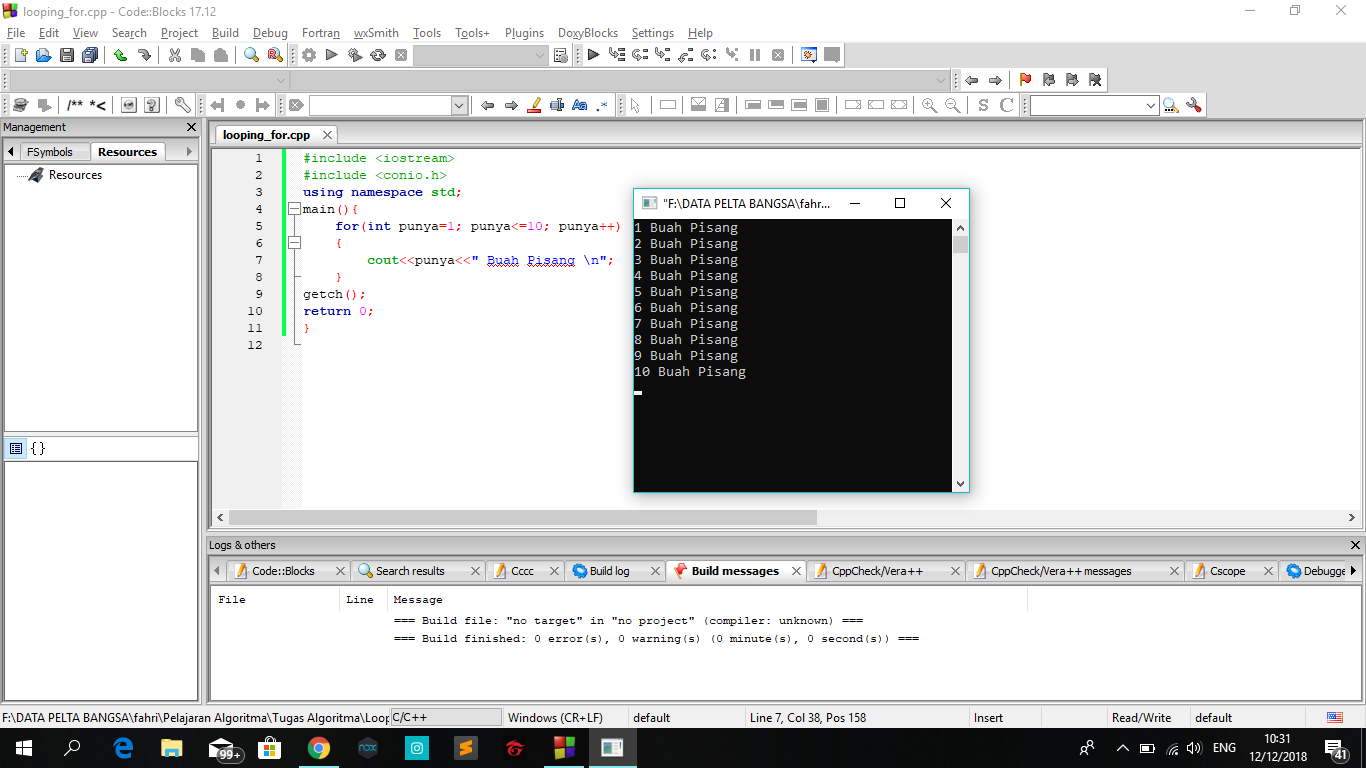 looping_for.cpp - Code::Blocks 17.12
File Edit View Search Project Build Debug Fortran wxSmith Tools Tools+ Plugins DoxyBlocks Settings Help
/** *<
Aa .*
S C
Management
FSymbols Resources
Resources
{}
looping_for.cpp
1 #include <iostream>
2 #include <conio.h>
3 using namespace std;
4 main(){
5 for(int punya=1; punya<=10; punya++)
6 {
7 cout<<punya<<" Buah Pisang \n";
8 }
9 getch();
10 return 0;
11 }
12
"F:\DATA PELTA BANGSA\fahr...
1 Buah Pisang
2 Buah Pisang
3 Buah Pisang
4 Buah Pisang
5 Buah Pisang
6 Buah Pisang
7 Buah Pisang
8 Buah Pisang
9 Buah Pisang
10 Buah Pisang
Logs & others
Code::Blocks Search results Cccc Build log Build messages CppCheck/Vera++ CppCheck/Vera++ messages Cscope Debugge
File Line Message
=== Build file: "no target" in "no project" (compiler: unknown) ===
=== Build finished: 0 error(s), 0 warning(s) (0 minute(s), 0 second(s)) ===
F:\DATA PELTA BANGSA\fahri\Pelajaran Algoritma\Tugas Algoritma\Loop C/C++ Windows (CR+LF) default Line 7, Col 38, Pos 158 Insert Read/Write default
99+ nox ENG 10:31
12/12/2018 41